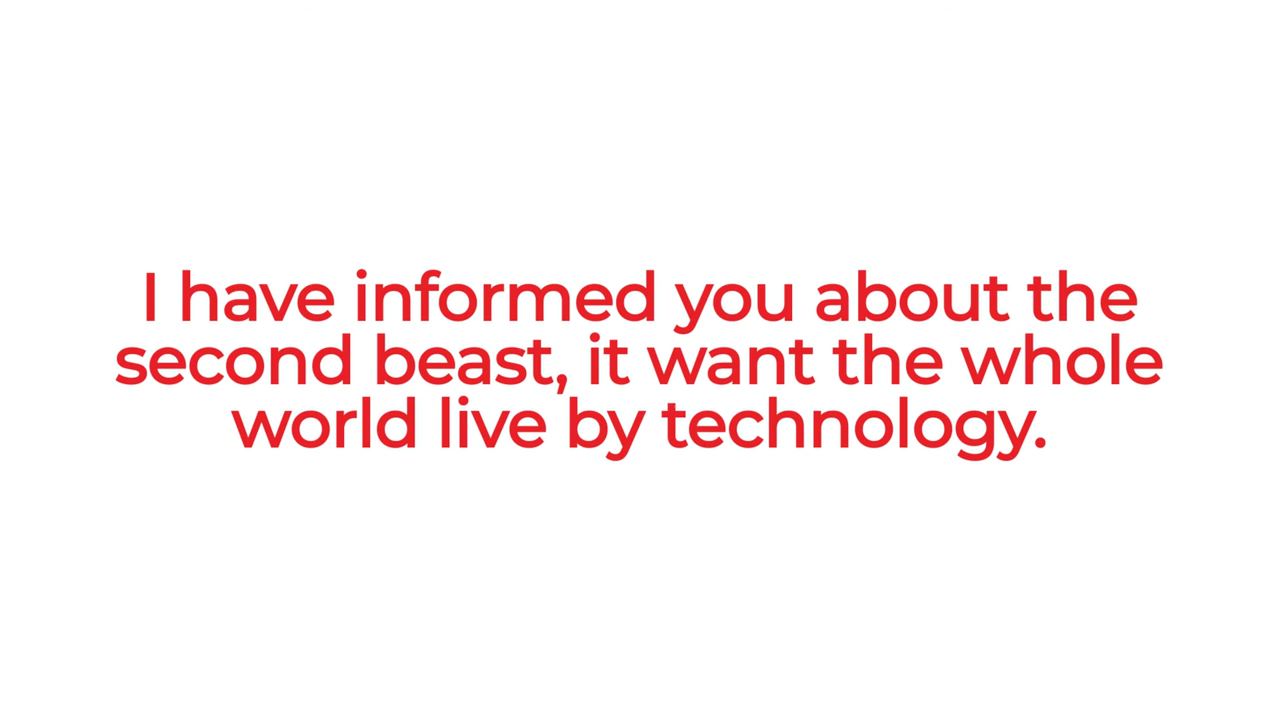 I have informed you about the
second beast, it want the whole
world live by technology.